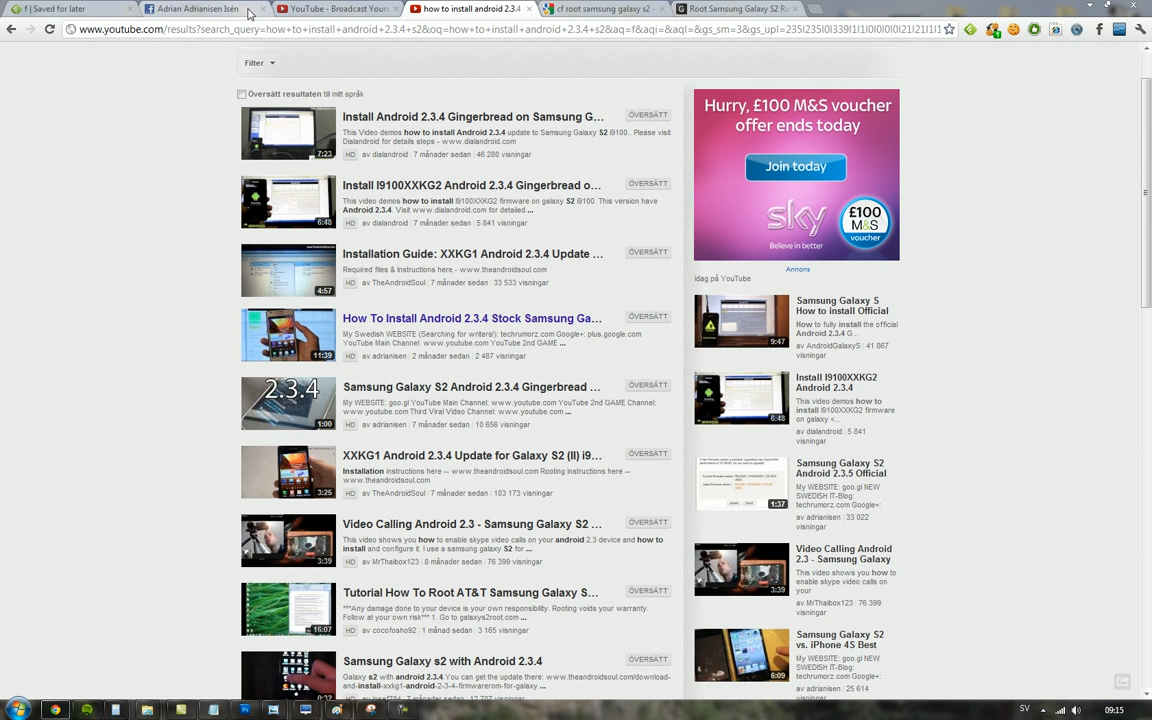 f | Saved for later
Adrian Adrianisen Isén
YouTube - Broadcast Yours
how to install android 2.3.4
cf root samsung galaxy s2 -
Root Samsung Galaxy S2 Ru
www.youtube.com/results?search_query=how+to+install+android+2.3.4+s2&oq=how+to+install+android+2.3.4+s2&aq=f&aqi=&aql=&gs_sm=3&gs_upl=235l235l0l339l1l1l0l0l0l0l21l21l1l1
Filter
Översätt resultaten till mitt språk
Install Android 2.3.4 Gingerbread on Samsung G...
ÖVERSÄTT
This Video demos how to install Android 2.3.4 update to Samsung Galaxy S2 i9100.. Please visit
Dialandroid for details steps - www.dialandroid.com
7:23
HD av dialandroid | 7 månader sedan | 46 280 visningar
Install I9100XXKG2 Android 2.3.4 Gingerbread o...
ÖVERSÄTT
This video demos how to install I9100XXKG2 firmware on galaxy S2 i9100. This version have
Android 2.3.4. Visit www.dialandroid.com for detailed ...
6:48
HD av dialandroid | 7 månader sedan | 5 841 visningar
Installation Guide: XXKG1 Android 2.3.4 Update ...
ÖVERSÄTT
Required files & Instructions here - www.theandroidsoul.com
4:57
HD av TheAndroidSoul | 7 månader sedan | 33 533 visningar
How To Install Android 2.3.4 Stock Samsung Ga...
ÖVERSÄTT
My Swedish WEBSITE (Searching for writers!): techrumorz.com Google+: plus.google.com
YouTube Main Channel: www.youtube.com YouTube 2nd GAME ...
11:39
HD av adrianisen | 2 månader sedan | 2 487 visningar
Samsung Galaxy S2 Android 2.3.4 Gingerbread ...
ÖVERSÄTT
2.3.4
My WEBSITE: goo.gl YouTube Main Channel: www.youtube.com YouTube 2nd GAME Channel:
www.youtube.com Third Viral Video Channel: www.youtube.com ...
1:00
HD av adrianisen | 7 månader sedan | 10 656 visningar
XXKG1 Android 2.3.4 Update for Galaxy S2 (II) i9...
ÖVERSÄTT
Installation instructions here -- www.theandroidsoul.com Rooting instructions here --
www.theandroidsoul.com
3:25
HD av TheAndroidSoul | 7 månader sedan | 103 173 visningar
Video Calling Android 2.3 - Samsung Galaxy S2 ...
ÖVERSÄTT
This video shows you how to enable skype video calls on your android 2.3 device and how to
install and configure it. I use a samsung galaxy S2 for ...
3:39
HD av MrThaibox123 | 8 månader sedan | 76 399 visningar
Tutorial How To Root AT&T Samsung Galaxy S...
ÖVERSÄTT
***Any damage done to your device is your own responsibility. Rooting voids your warranty.
Follow at your own risk*** 1. Go to galaxys2root.com ...
16:07
HD av cocofosho92 | 1 månad sedan | 3 165 visningar
Samsung Galaxy s2 with Android 2.3.4
ÖVERSÄTT
Galaxy s2 with android 2.3.4.You can get the update there: www.theandroidsoul.com/download-
and-install-xxkg1-android-2-3-4-firmwarerom-for-galaxy ...
0:32
Hurry, £100 M&S voucher
offer ends today
Join today
sky
Believe in better
£100
M&S
voucher
Annons
Idag på YouTube
Samsung Galaxy S
How to install Official
How to fully install the official
Android 2.3.4 G...
av AndroidGalaxyS | 41 867
visningar
9:47
Install I9100XXKG2
Android 2.3.4
This video demos how
to install I9100XXKG2
firmware on galaxy
<...
av dialandroid | 5 841
visningar
6:48
Samsung Galaxy S2
Android 2.3.5 Official
My WEBSITE: goo.gl NEW
SWEDISH IT-Blog:
techrumorz.com Google+:
av adrianisen | 33 022
visningar
1:37
Video Calling Android
2.3 - Samsung Galaxy
This video shows you how to
enable skype video calls on
your
av MrThaibox123 | 76 399
visningar
3:39
Samsung Galaxy S2
vs. iPhone 4S Best
My WEBSITE: goo.gl NEW
SWEDISH IT-Blog:
techrumorz.com Google+:
av adrianisen | 25 614
visningar
6:09
SV
09:15